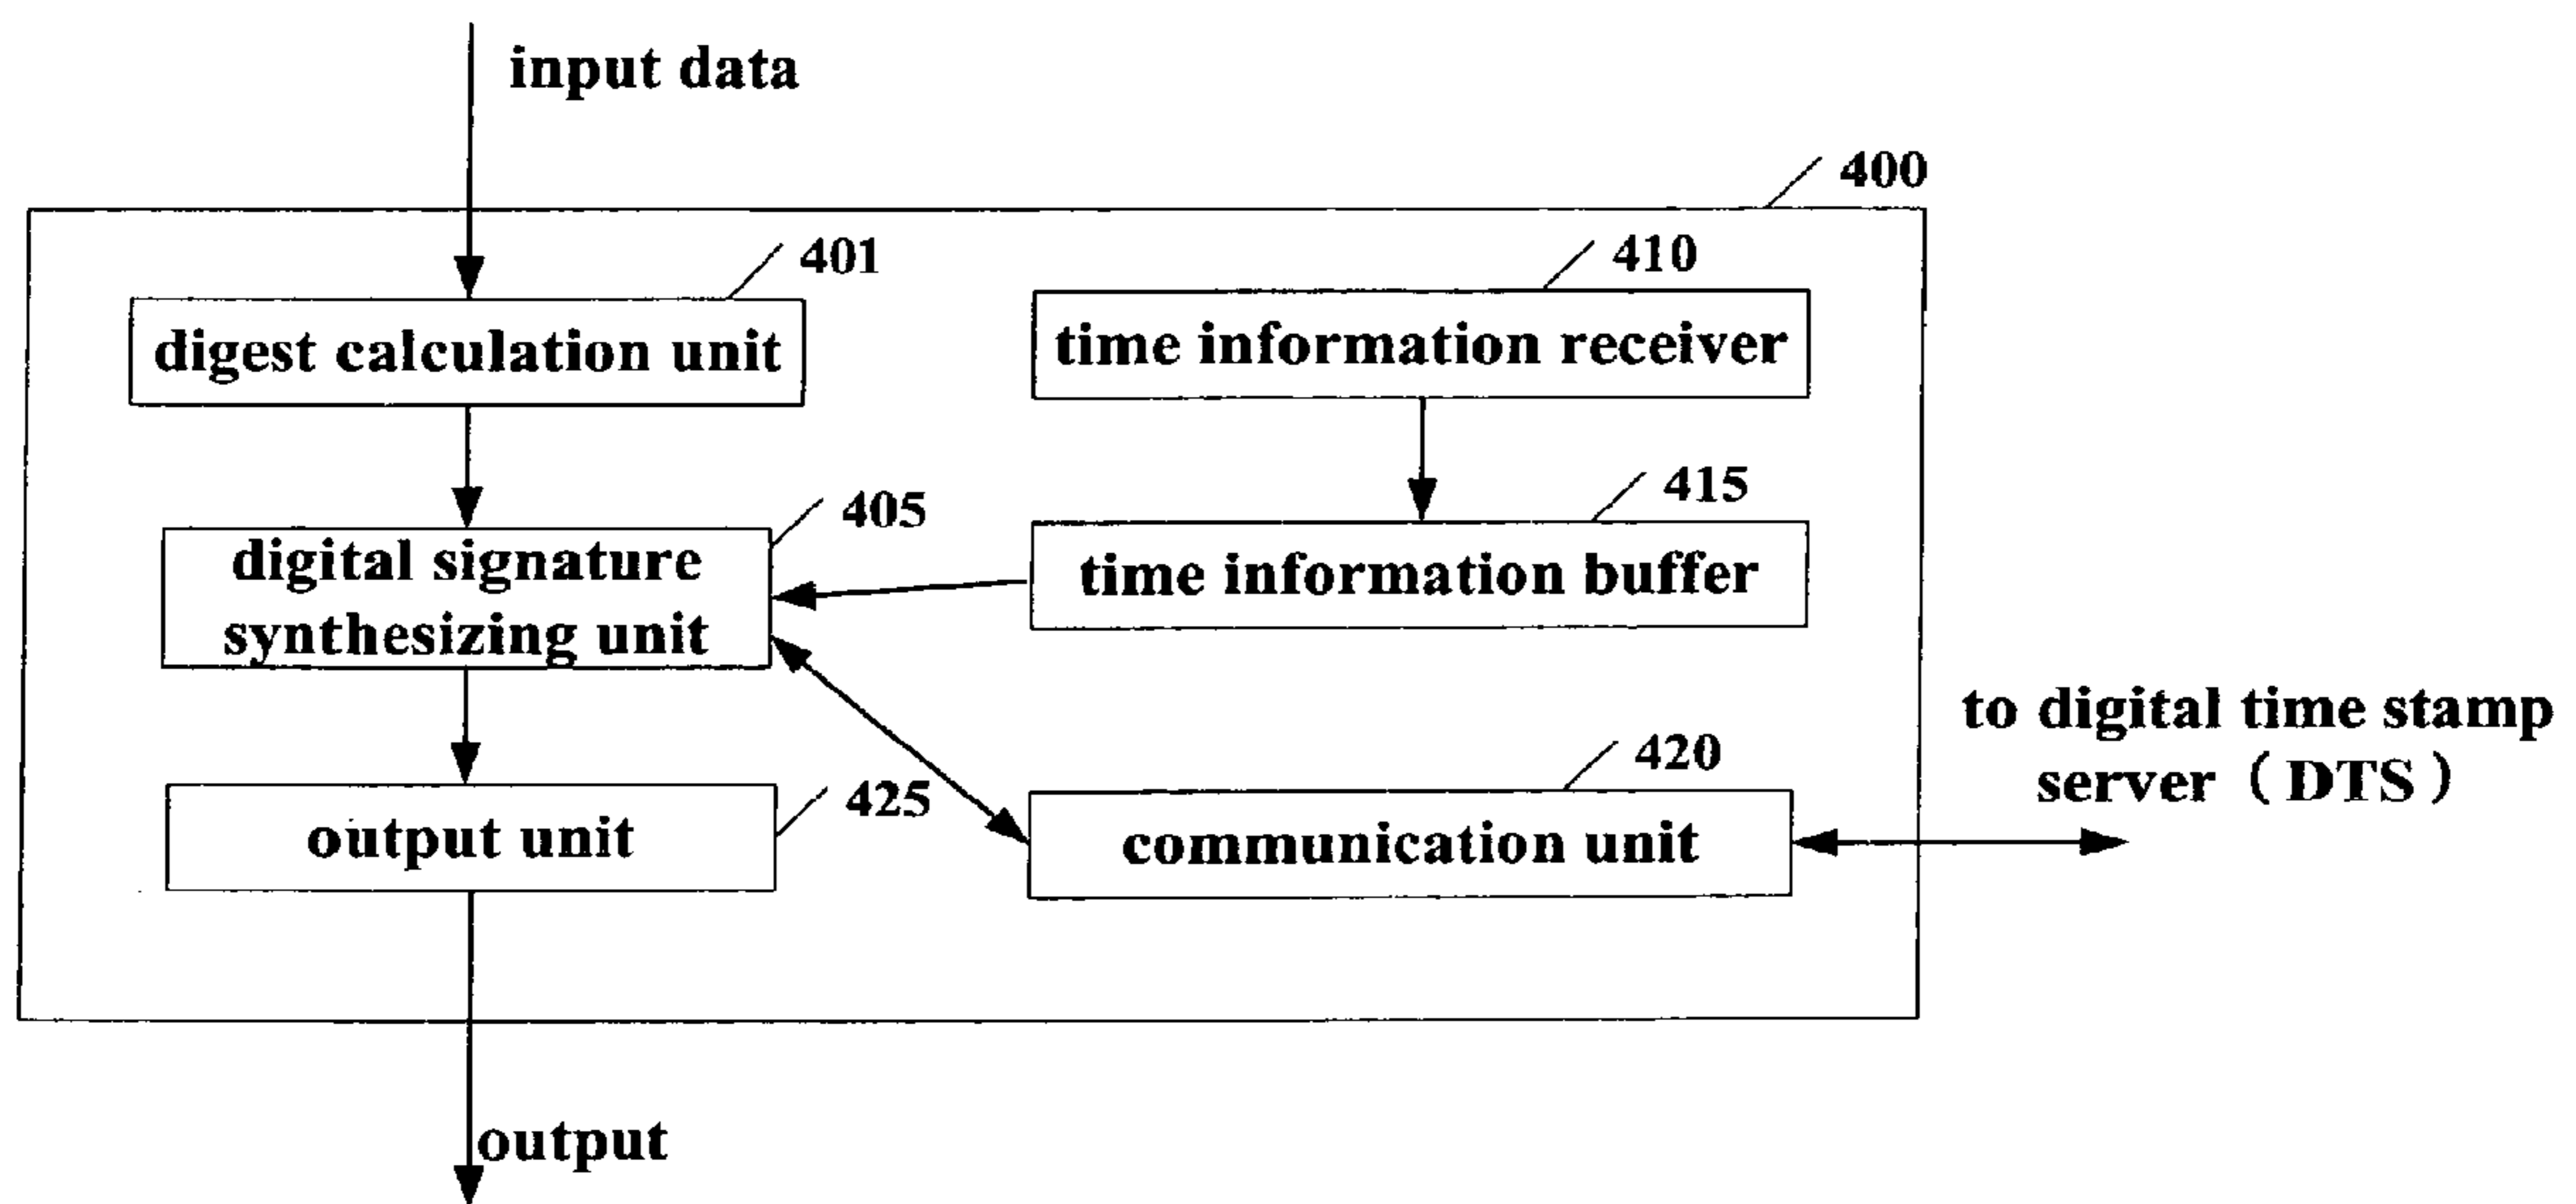 input data
400
401
410
digest calculation unit
time information receiver
405
415
digital signature
synthesizing unit
time information buffer
to digital time stamp
server (DTS)
420
425
output unit
communication unit
output